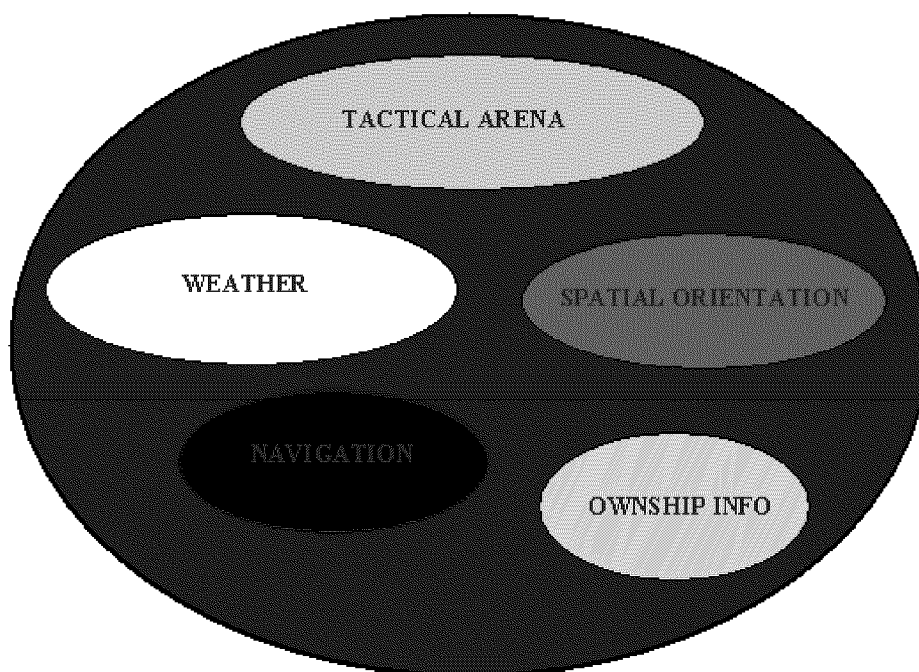 TACTICAL ARENA
WEATHER
SPATIAL ORIENTATION
NAVIGATION
OWNSHIP INFO